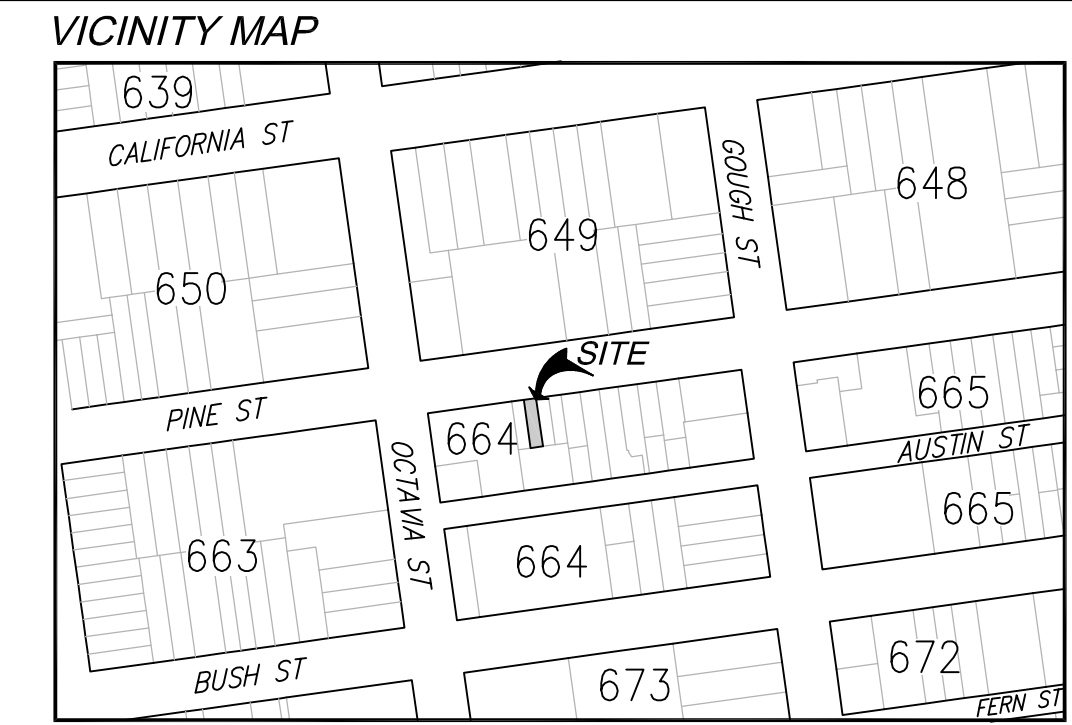 VICINITY MAP
639
CALIFORNIA ST
GOUGH ST
648
649
650
SITE
PINE ST
664
665
AUSTIN ST
OCTAVIA ST
665
663
664
BUSH ST
673
672
FERN ST